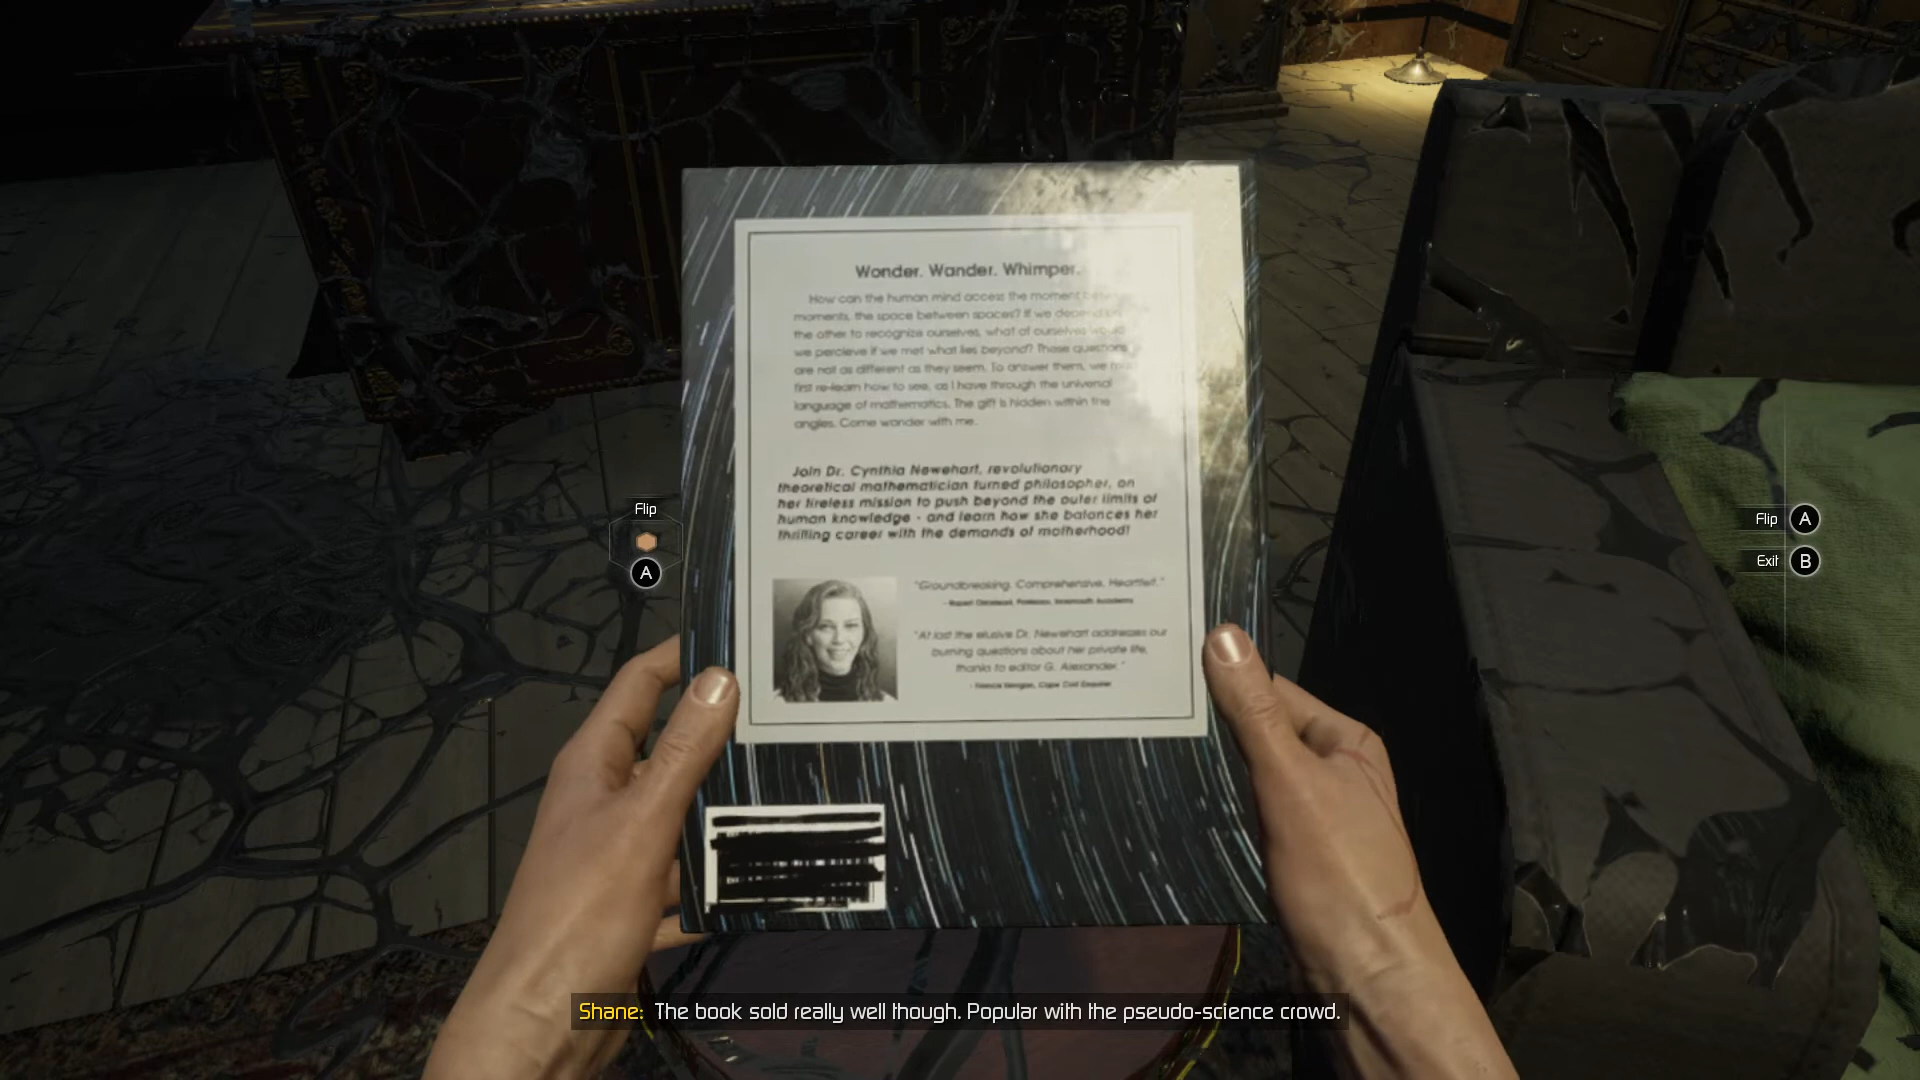 Wonder. Wander. Whimper.
How can the human mind access the moment
moments, the space between spaces? If we depend on
the other to recognize ourselves, what of ourselves would
we percieve if we met what lies beyond? These questions
are not as different as they seem. To answer them, we
first re-learn how to see, as I have through the universal
language of mathematics. The gift is hidden within the
angles. Come wander with me.
Join Dr. Cynthia Newehart, revolutionary
theoretical mathematician turned philosopher, on
her tireless mission to push beyond the outer limits of
human knowledge - and learn how she balances her
thrilling career with the demands of motherhood!
"Groundbreaking. Comprehensive. Heartfelt."
"At last the elusive Dr. Newehart addresses our
burning questions about her private life,
thanks to editor G. Alexander."
Flip
A
Flip A
Exit B
Shane: The book sold really well though. Popular with the pseudo-science crowd.